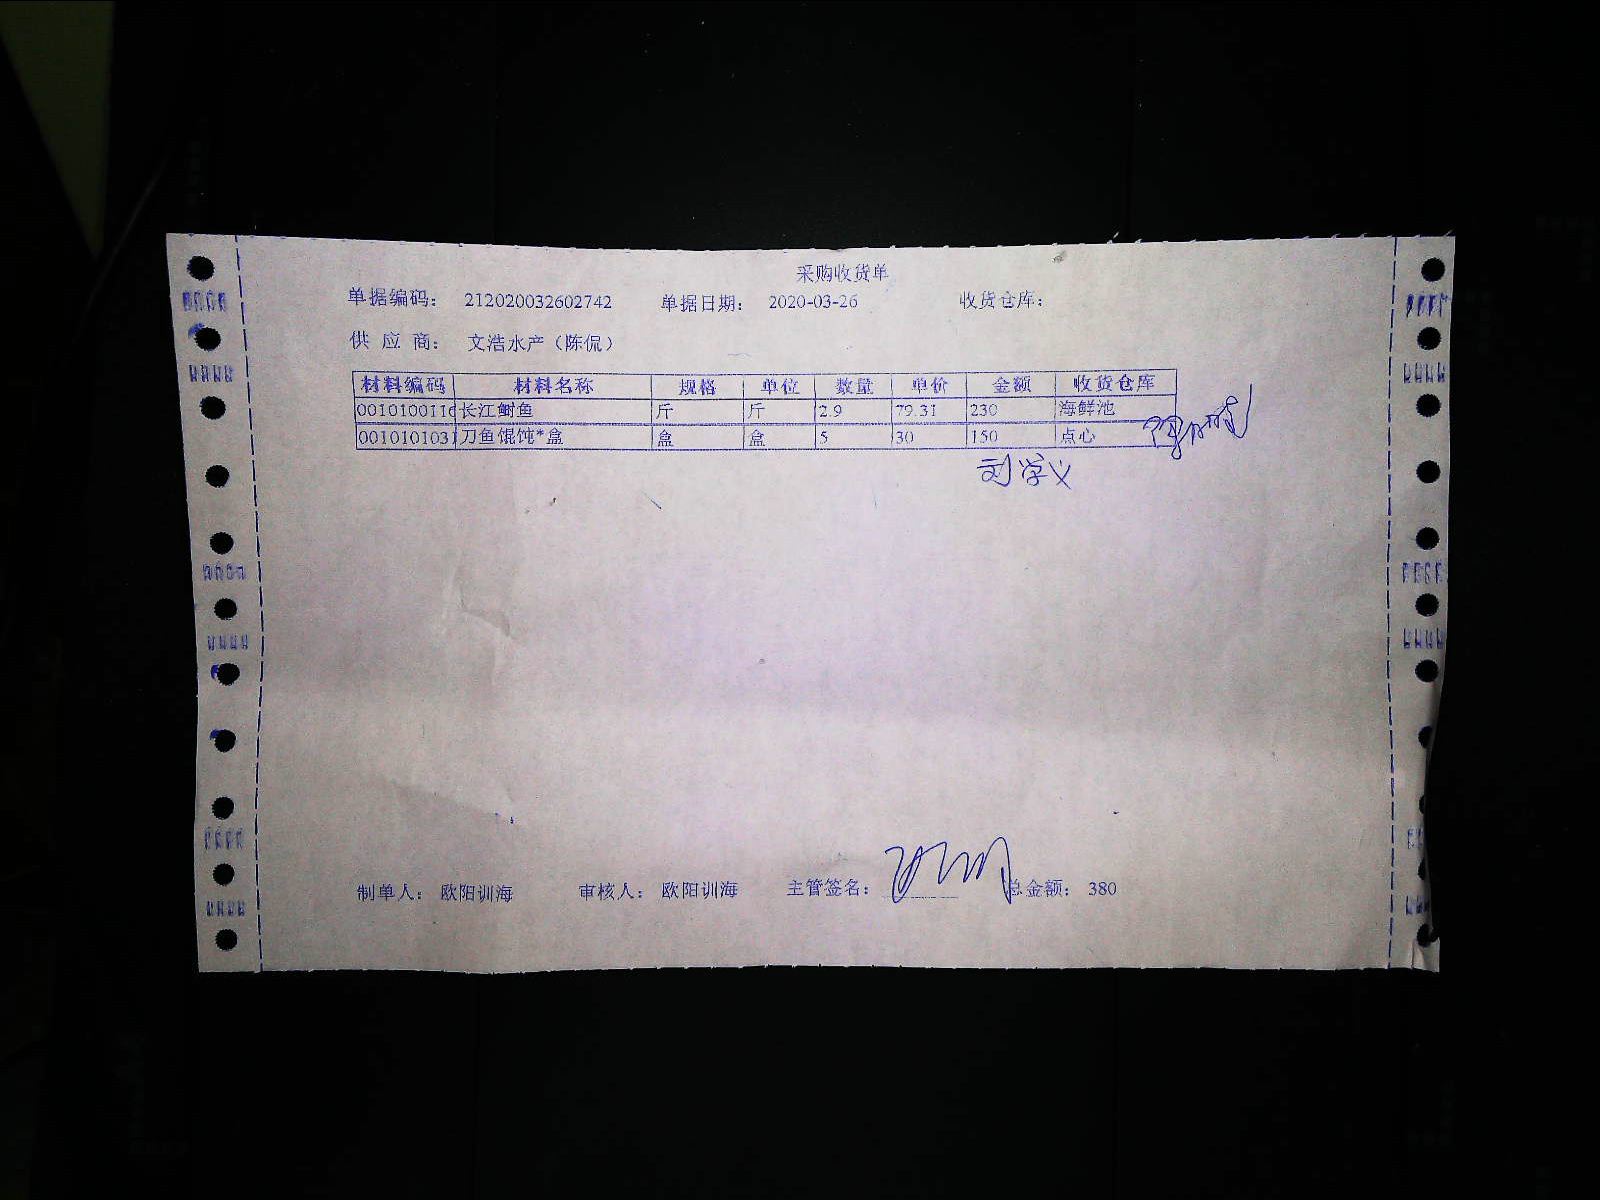 采购收货单
单据编码: 212020032602742 单据日期: 2020-03-26 收货仓库:
供 应 商: 文浩水产（陈侃）
材料编码 材料名称 规格 单位 数量 单价 金额 收货仓库
0010100116 长江鲥鱼 斤 斤 2.9 79.31 230 海鲜池
0010101031 刀鱼馄饨*盒 盒 盒 5 30 150 点心
刘学义
制单人: 欧阳训海 审核人: 欧阳训海 主管签名: 总金额: 380